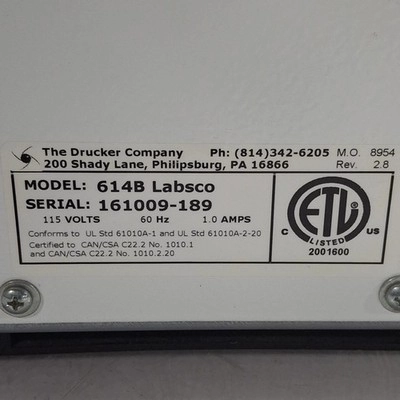 The Drucker Company Ph: (814)342-6205 M.O. 8954
200 Shady Lane, Philipsburg, PA 16866 Rev. 2.8
MODEL: 614B Labsco
SERIAL: 161009-189
115 VOLTS 60 Hz 1.0 AMPS
Conforms to UL Std 61010A-1 and UL Std 61010A-2-20
Certified to CAN/CSA C22.2 No. 1010.1
and CAN/CSA C22.2 No. 1010.2.20
ETL
C US
LISTED
2001600